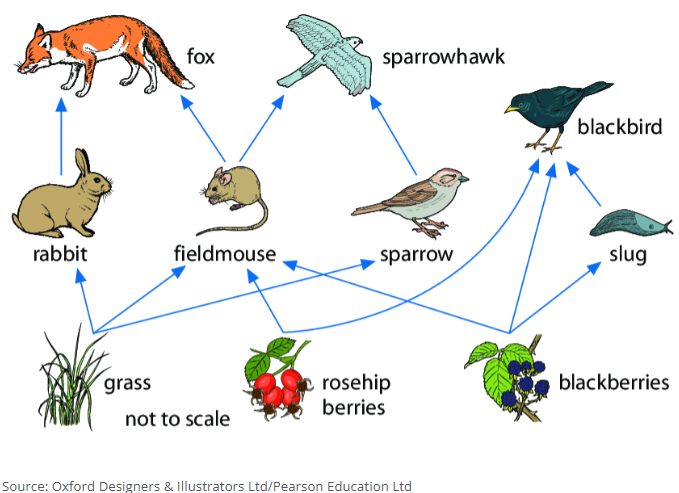 fox
sparrowhawk
blackbird
rabbit
fieldmouse
sparrow
slug
grass
rosehip
berries
blackberries
not to scale
Source: Oxford Designers & Illustrators Ltd/Pearson Education Ltd